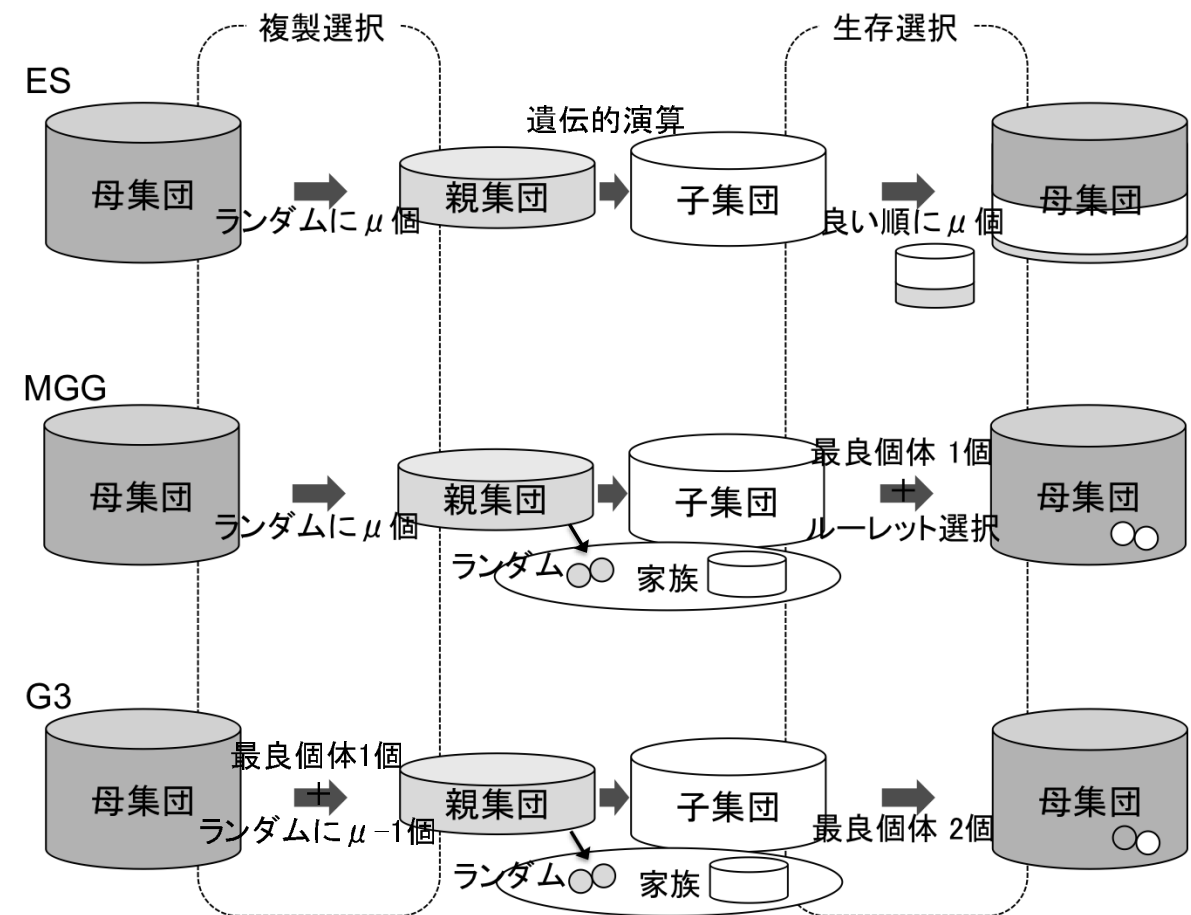 複製選択
生存選択
ES
遺伝的演算
母集団
ランダムにμ個
親集団
子集団
良い順にμ個
母集団
MGG
母集団
ランダムにμ個
親集団
子集団
最良個体 1個
+
ルーレット選択
母集団
ランダム
家族
G3
母集団
最良個体1個
+
ランダムにμ-1個
親集団
子集団
最良個体 2個
母集団
ランダム
家族